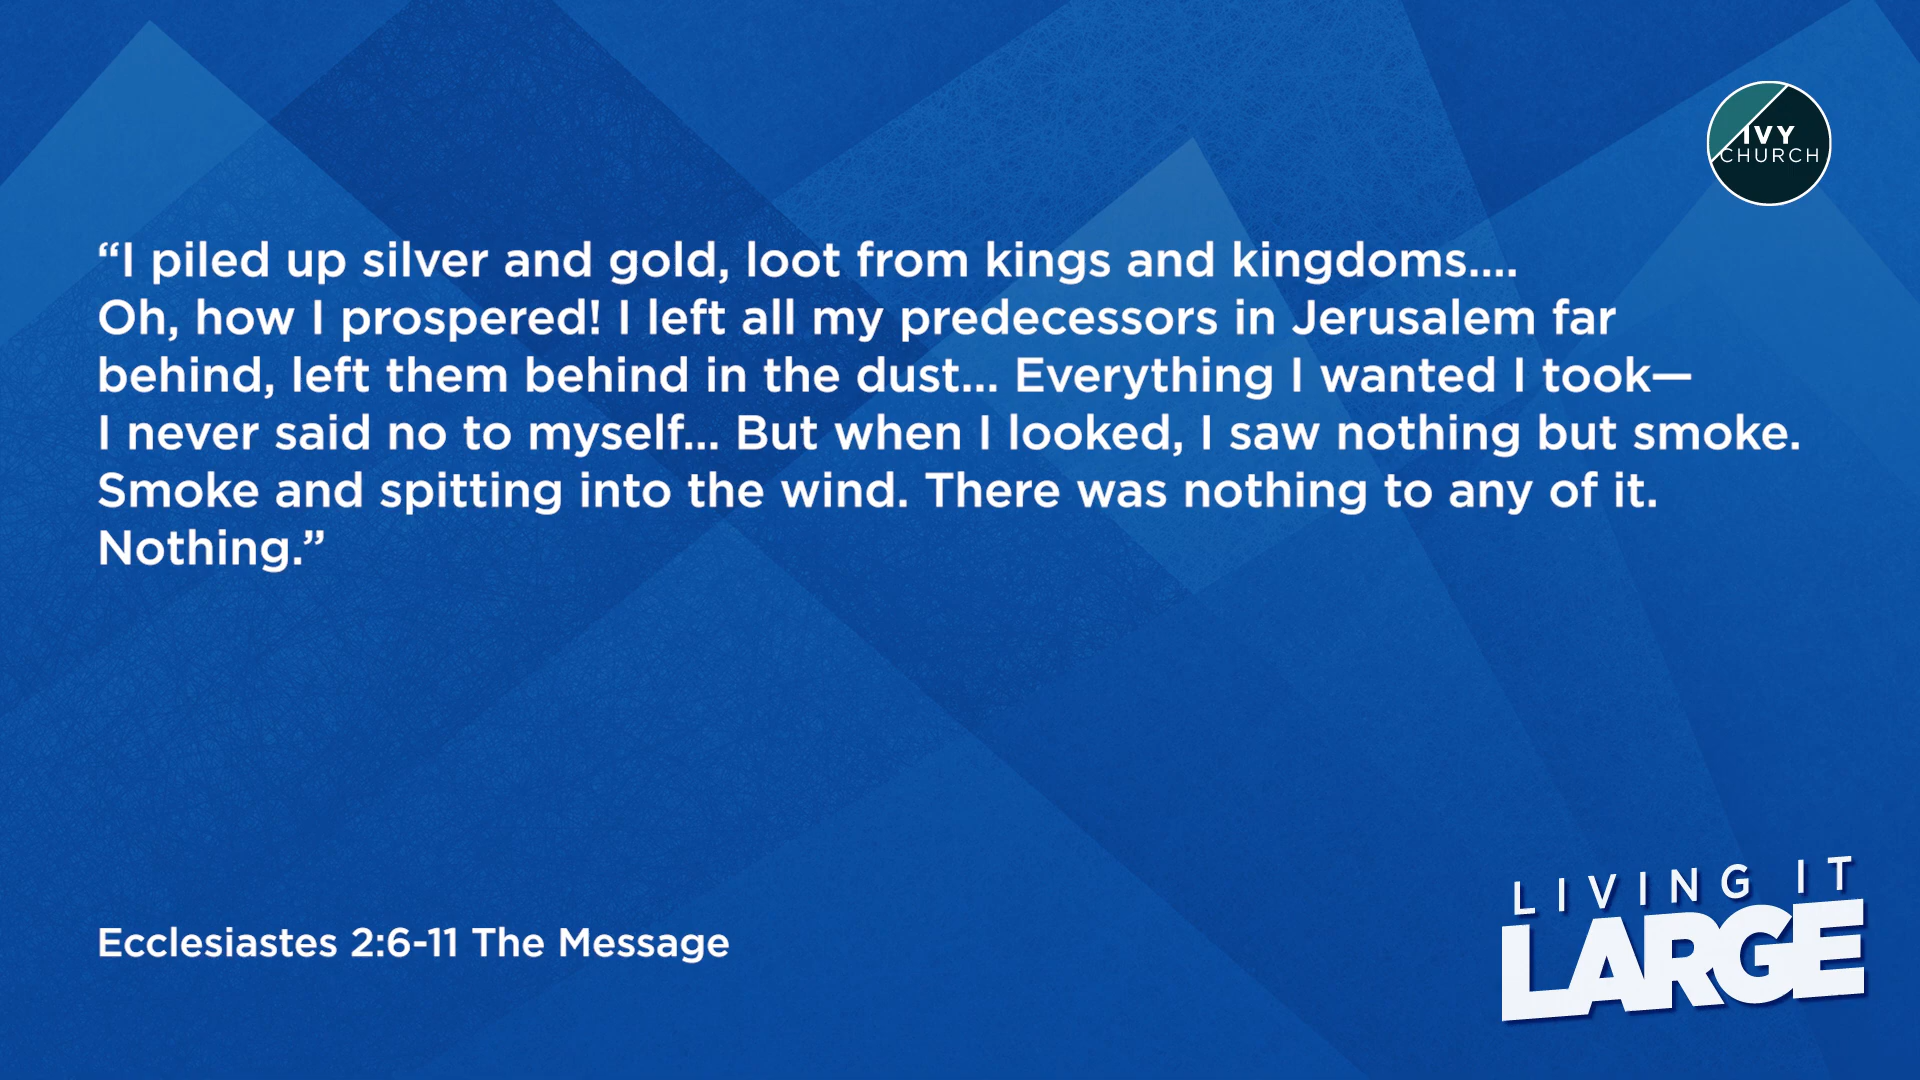 IVY
CHURCH
“I piled up silver and gold, loot from kings and kingdoms....
Oh, how I prospered! I left all my predecessors in Jerusalem far
behind, left them behind in the dust... Everything I wanted I took—
I never said no to myself... But when I looked, I saw nothing but smoke.
Smoke and spitting into the wind. There was nothing to any of it.
Nothing.”
Ecclesiastes 2:6-11 The Message
LIVING IT
LARGE